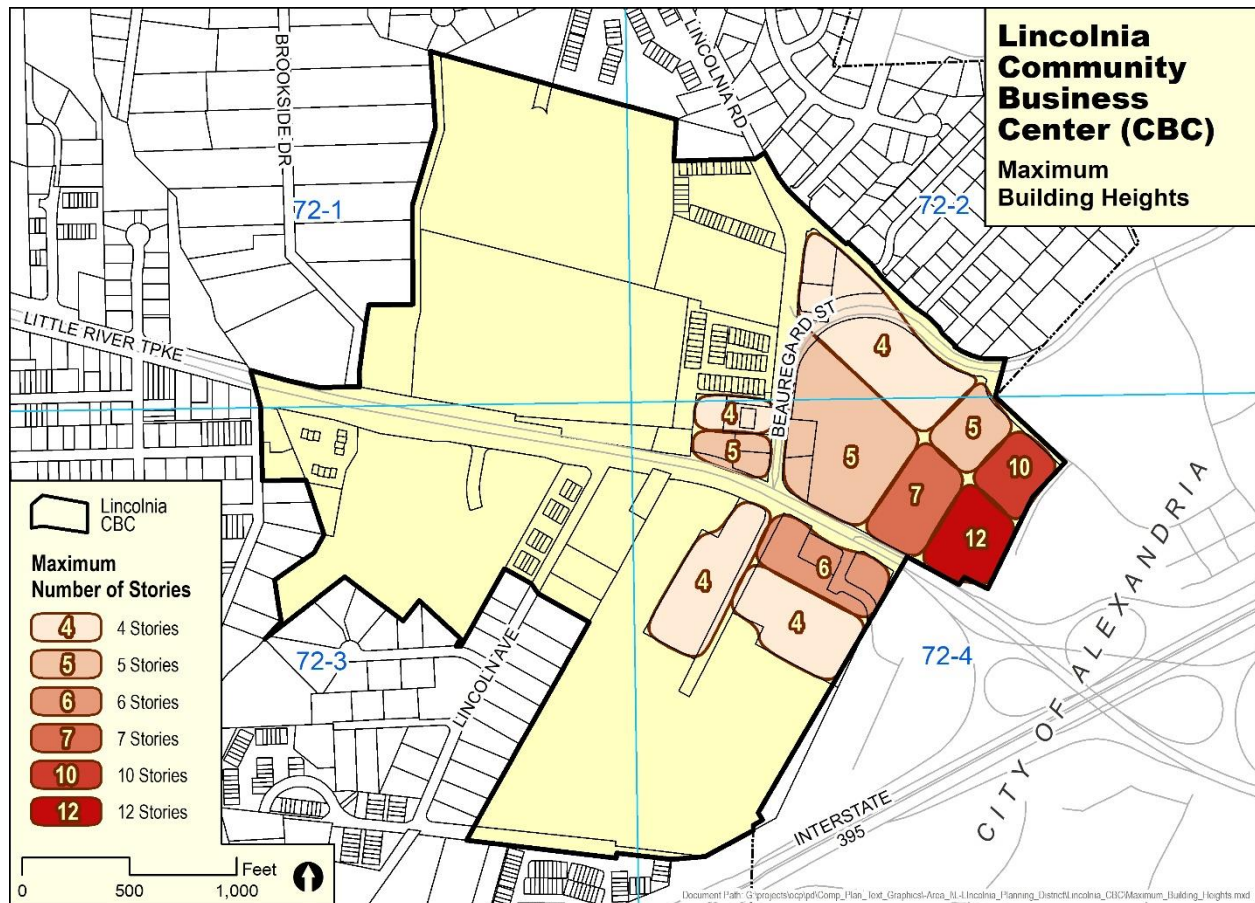 Lincolnia
Community
Business
Center (CBC)
Maximum
Building Heights
BROOKSIDE DR
LINCOLNIA RD
72-1
72-2
LITTLE RIVER TPKE
BEAUREGARD ST
4
4
5
5
5
10
7
12
4
6
4
72-3
72-4
LINCOLN AVE
CITY OF ALEXANDRIA
INTERSTATE
395
Lincolnia
CBC
Maximum
Number of Stories
4 4 Stories
5 5 Stories
6 6 Stories
7 7 Stories
10 10 Stories
12 12 Stories
Feet
0 500 1,000